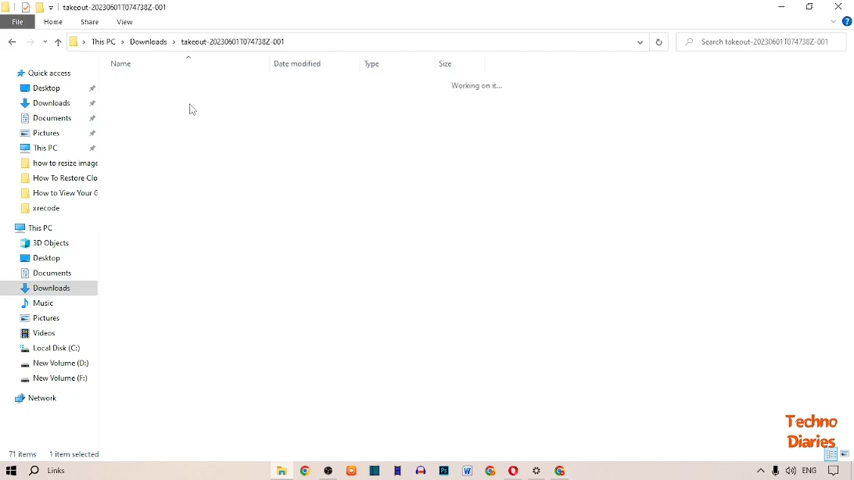 takeout-20230601T074738Z-001
File Home Share View
This PC > Downloads > takeout-20230601T074738Z-001
Search takeout-20230601T074738Z-001
Name Date modified Type Size
Working on it...
Quick access
Desktop
Downloads
Documents
Pictures
This PC
how to resize image
How To Restore Clo
How to View Your G
xrecode
This PC
3D Objects
Desktop
Documents
Downloads
Music
Pictures
Videos
Local Disk (C:)
New Volume (D:)
New Volume (F:)
Network
Techno
Diaries
71 items 1 item selected
Links
ENG